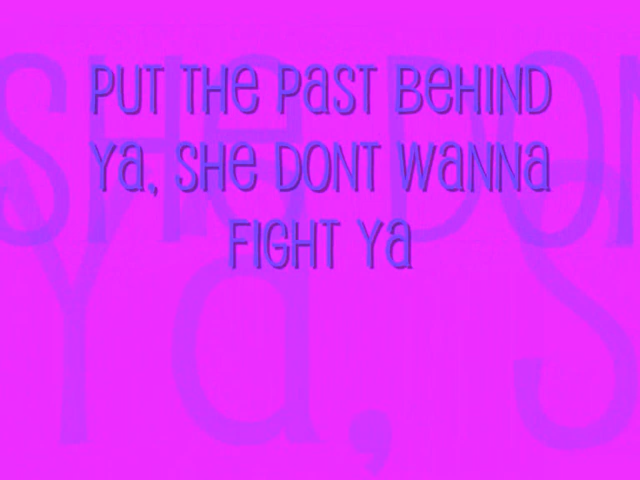 PUT THE PAST BEHIND
YA, SHE DONT WANNA
FIGHT YA